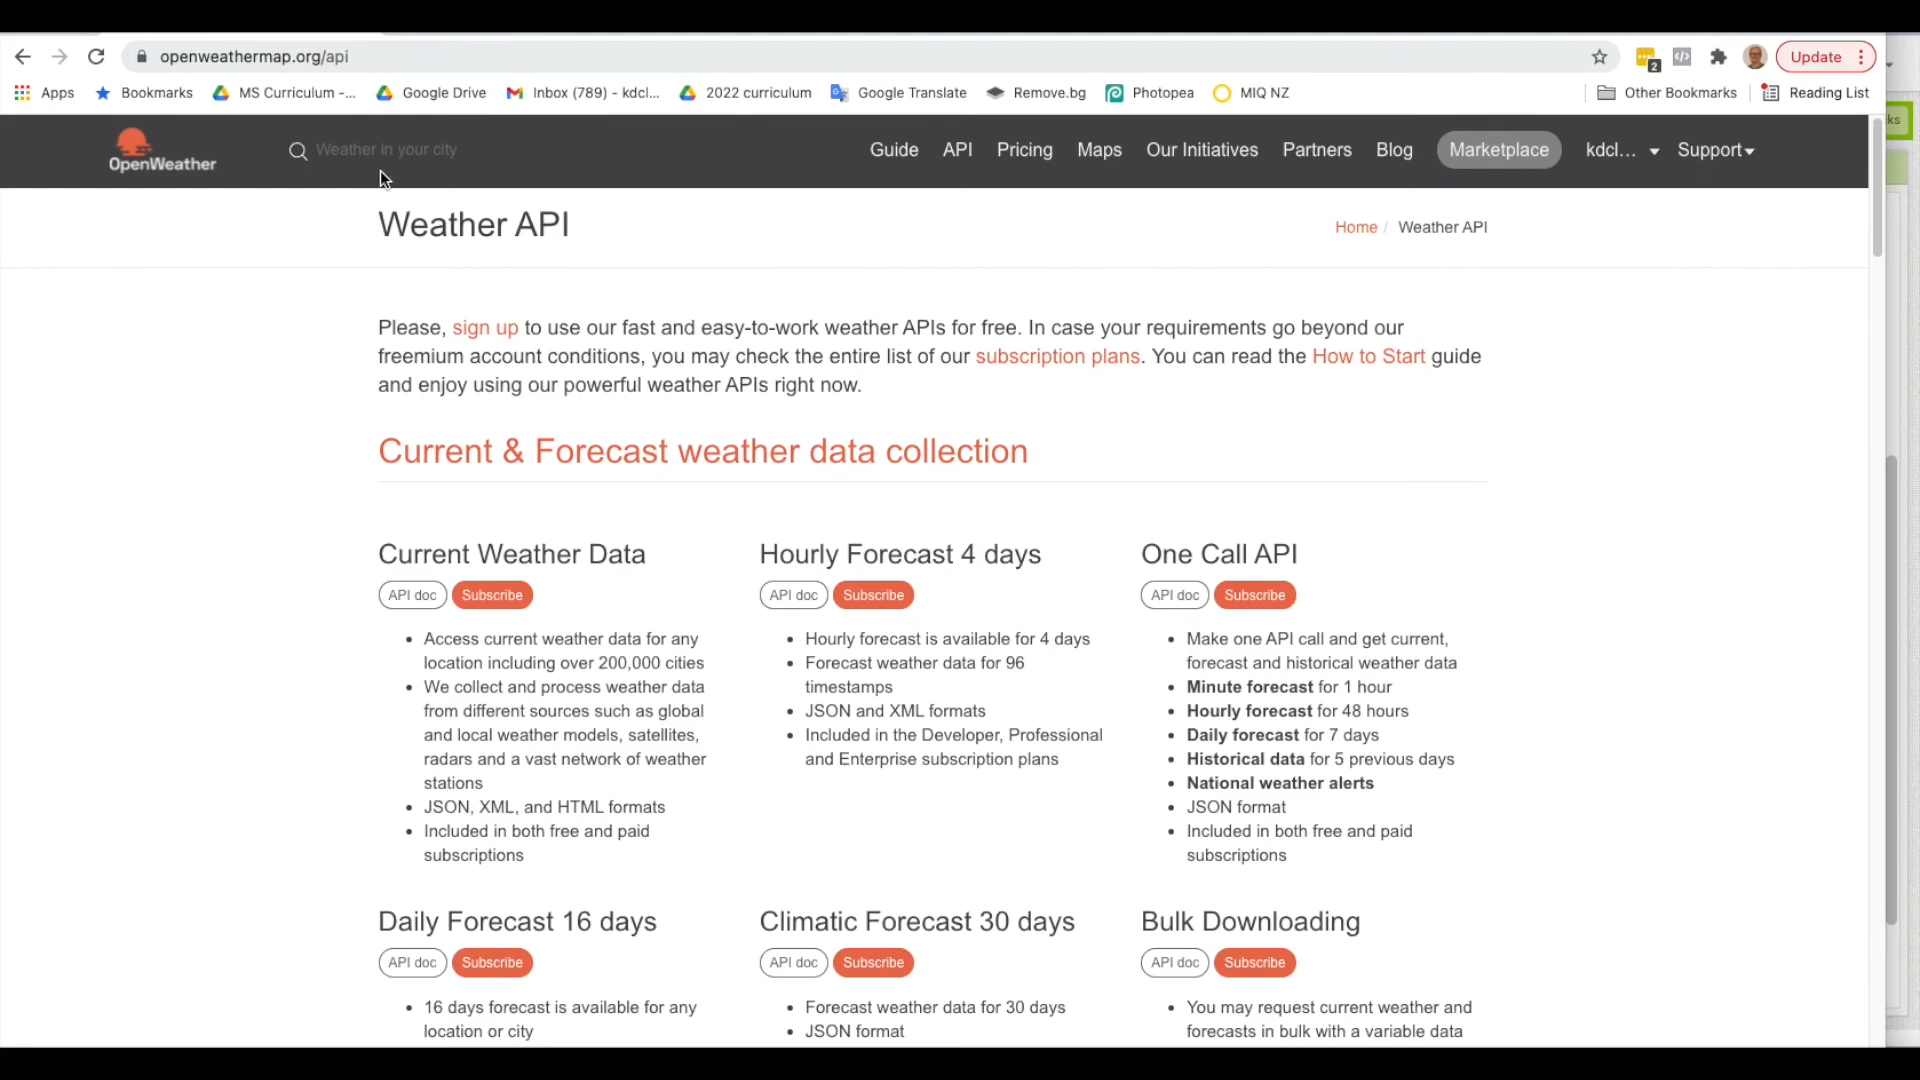 openweathermap.org/api
2
Update
Apps
Bookmarks
MS Curriculum -...
Google Drive
Inbox (789) - kdcl...
2022 curriculum
Google Translate
Remove.bg
Photopea
MIQ NZ
Other Bookmarks
Reading List
ks
OpenWeather
Weather in your city
Guide
API
Pricing
Maps
Our Initiatives
Partners
Blog
Marketplace
kdcl...
Support
Weather API
Home / Weather API
Please, sign up to use our fast and easy-to-work weather APIs for free. In case your requirements go beyond our
freemium account conditions, you may check the entire list of our subscription plans. You can read the How to Start guide
and enjoy using our powerful weather APIs right now.
Current & Forecast weather data collection
Current Weather Data
API doc
Subscribe
• Access current weather data for any
location including over 200,000 cities
• We collect and process weather data
from different sources such as global
and local weather models, satellites,
radars and a vast network of weather
stations
• JSON, XML, and HTML formats
• Included in both free and paid
subscriptions
Hourly Forecast 4 days
API doc
Subscribe
• Hourly forecast is available for 4 days
• Forecast weather data for 96
timestamps
• JSON and XML formats
• Included in the Developer, Professional
and Enterprise subscription plans
One Call API
API doc
Subscribe
• Make one API call and get current,
forecast and historical weather data
• Minute forecast for 1 hour
• Hourly forecast for 48 hours
• Daily forecast for 7 days
• Historical data for 5 previous days
• National weather alerts
• JSON format
• Included in both free and paid
subscriptions
Daily Forecast 16 days
API doc
Subscribe
• 16 days forecast is available for any
location or city
Climatic Forecast 30 days
API doc
Subscribe
• Forecast weather data for 30 days
• JSON format
Bulk Downloading
API doc
Subscribe
• You may request current weather and
forecasts in bulk with a variable data